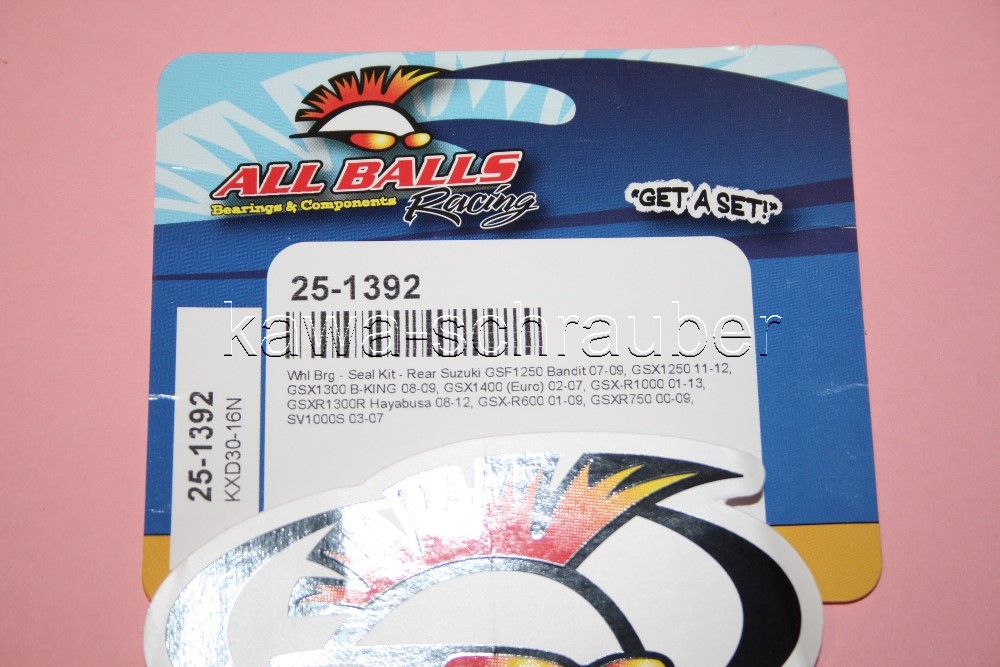 ALL BALLS
Bearings & Components
Racing
"GET A SET!"
25-1392
kawa-schrauber
Whl Brg - Seal Kit - Rear Suzuki GSF1250 Bandit 07-09, GSX1250 11-12,
GSX1300 B-KING 08-09, GSX1400 (Euro) 02-07, GSX-R1000 01-13,
GSXR1300R Hayabusa 08-12, GSX-R600 01-09, GSXR750 00-09,
SV1000S 03-07
25-1392
KXD30-16N